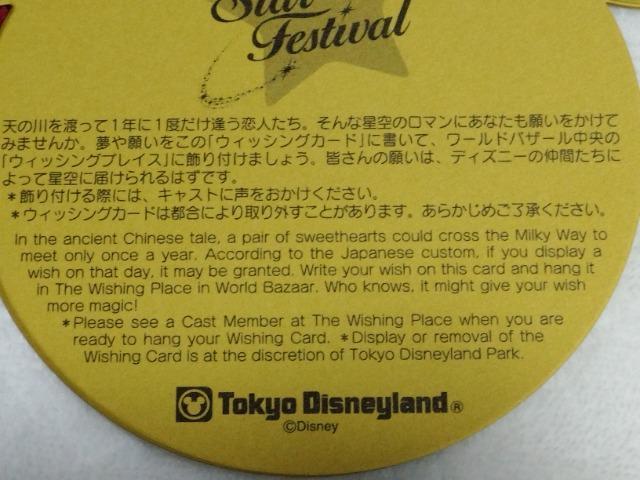 Star
Festival
天の川を渡って1年に1度だけ逢う恋人たち。そんな星空のロマンにあなたも願いをかけて
みませんか。夢や願いをこの「ウィッシングカード」に書いて、ワールドバザール中央の
「ウィッシングプレイス」に飾り付けましょう。皆さんの願いは、ディズニーの仲間たちに
よって星空に届けられるはずです。
*飾り付ける際には、キャストに声をおかけください。
*ウィッシングカードは都合により取り外すことがあります。あらかじめご了承ください。
In the ancient Chinese tale, a pair of sweethearts could cross the Milky Way to
meet only once a year. According to the Japanese custom, if you display a
wish on that day, it may be granted. Write your wish on this card and hang it
in The Wishing Place in World Bazaar. Who knows, it might give your wish
more magic!
*Please see a Cast Member at The Wishing Place when you are
ready to hang your Wishing Card. *Display or removal of the
Wishing Card is at the discretion of Tokyo Disneyland Park.
Tokyo Disneyland®
©Disney